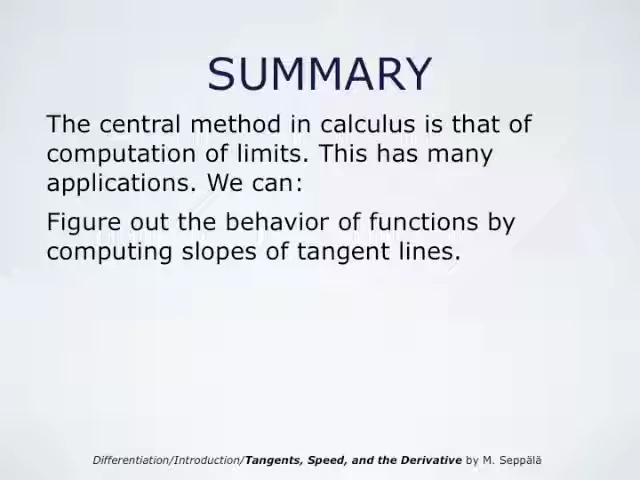 SUMMARY
The central method in calculus is that of
computation of limits. This has many
applications. We can:
Figure out the behavior of functions by
computing slopes of tangent lines.
Differentiation/Introduction/Tangents, Speed, and the Derivative by M. Seppälä